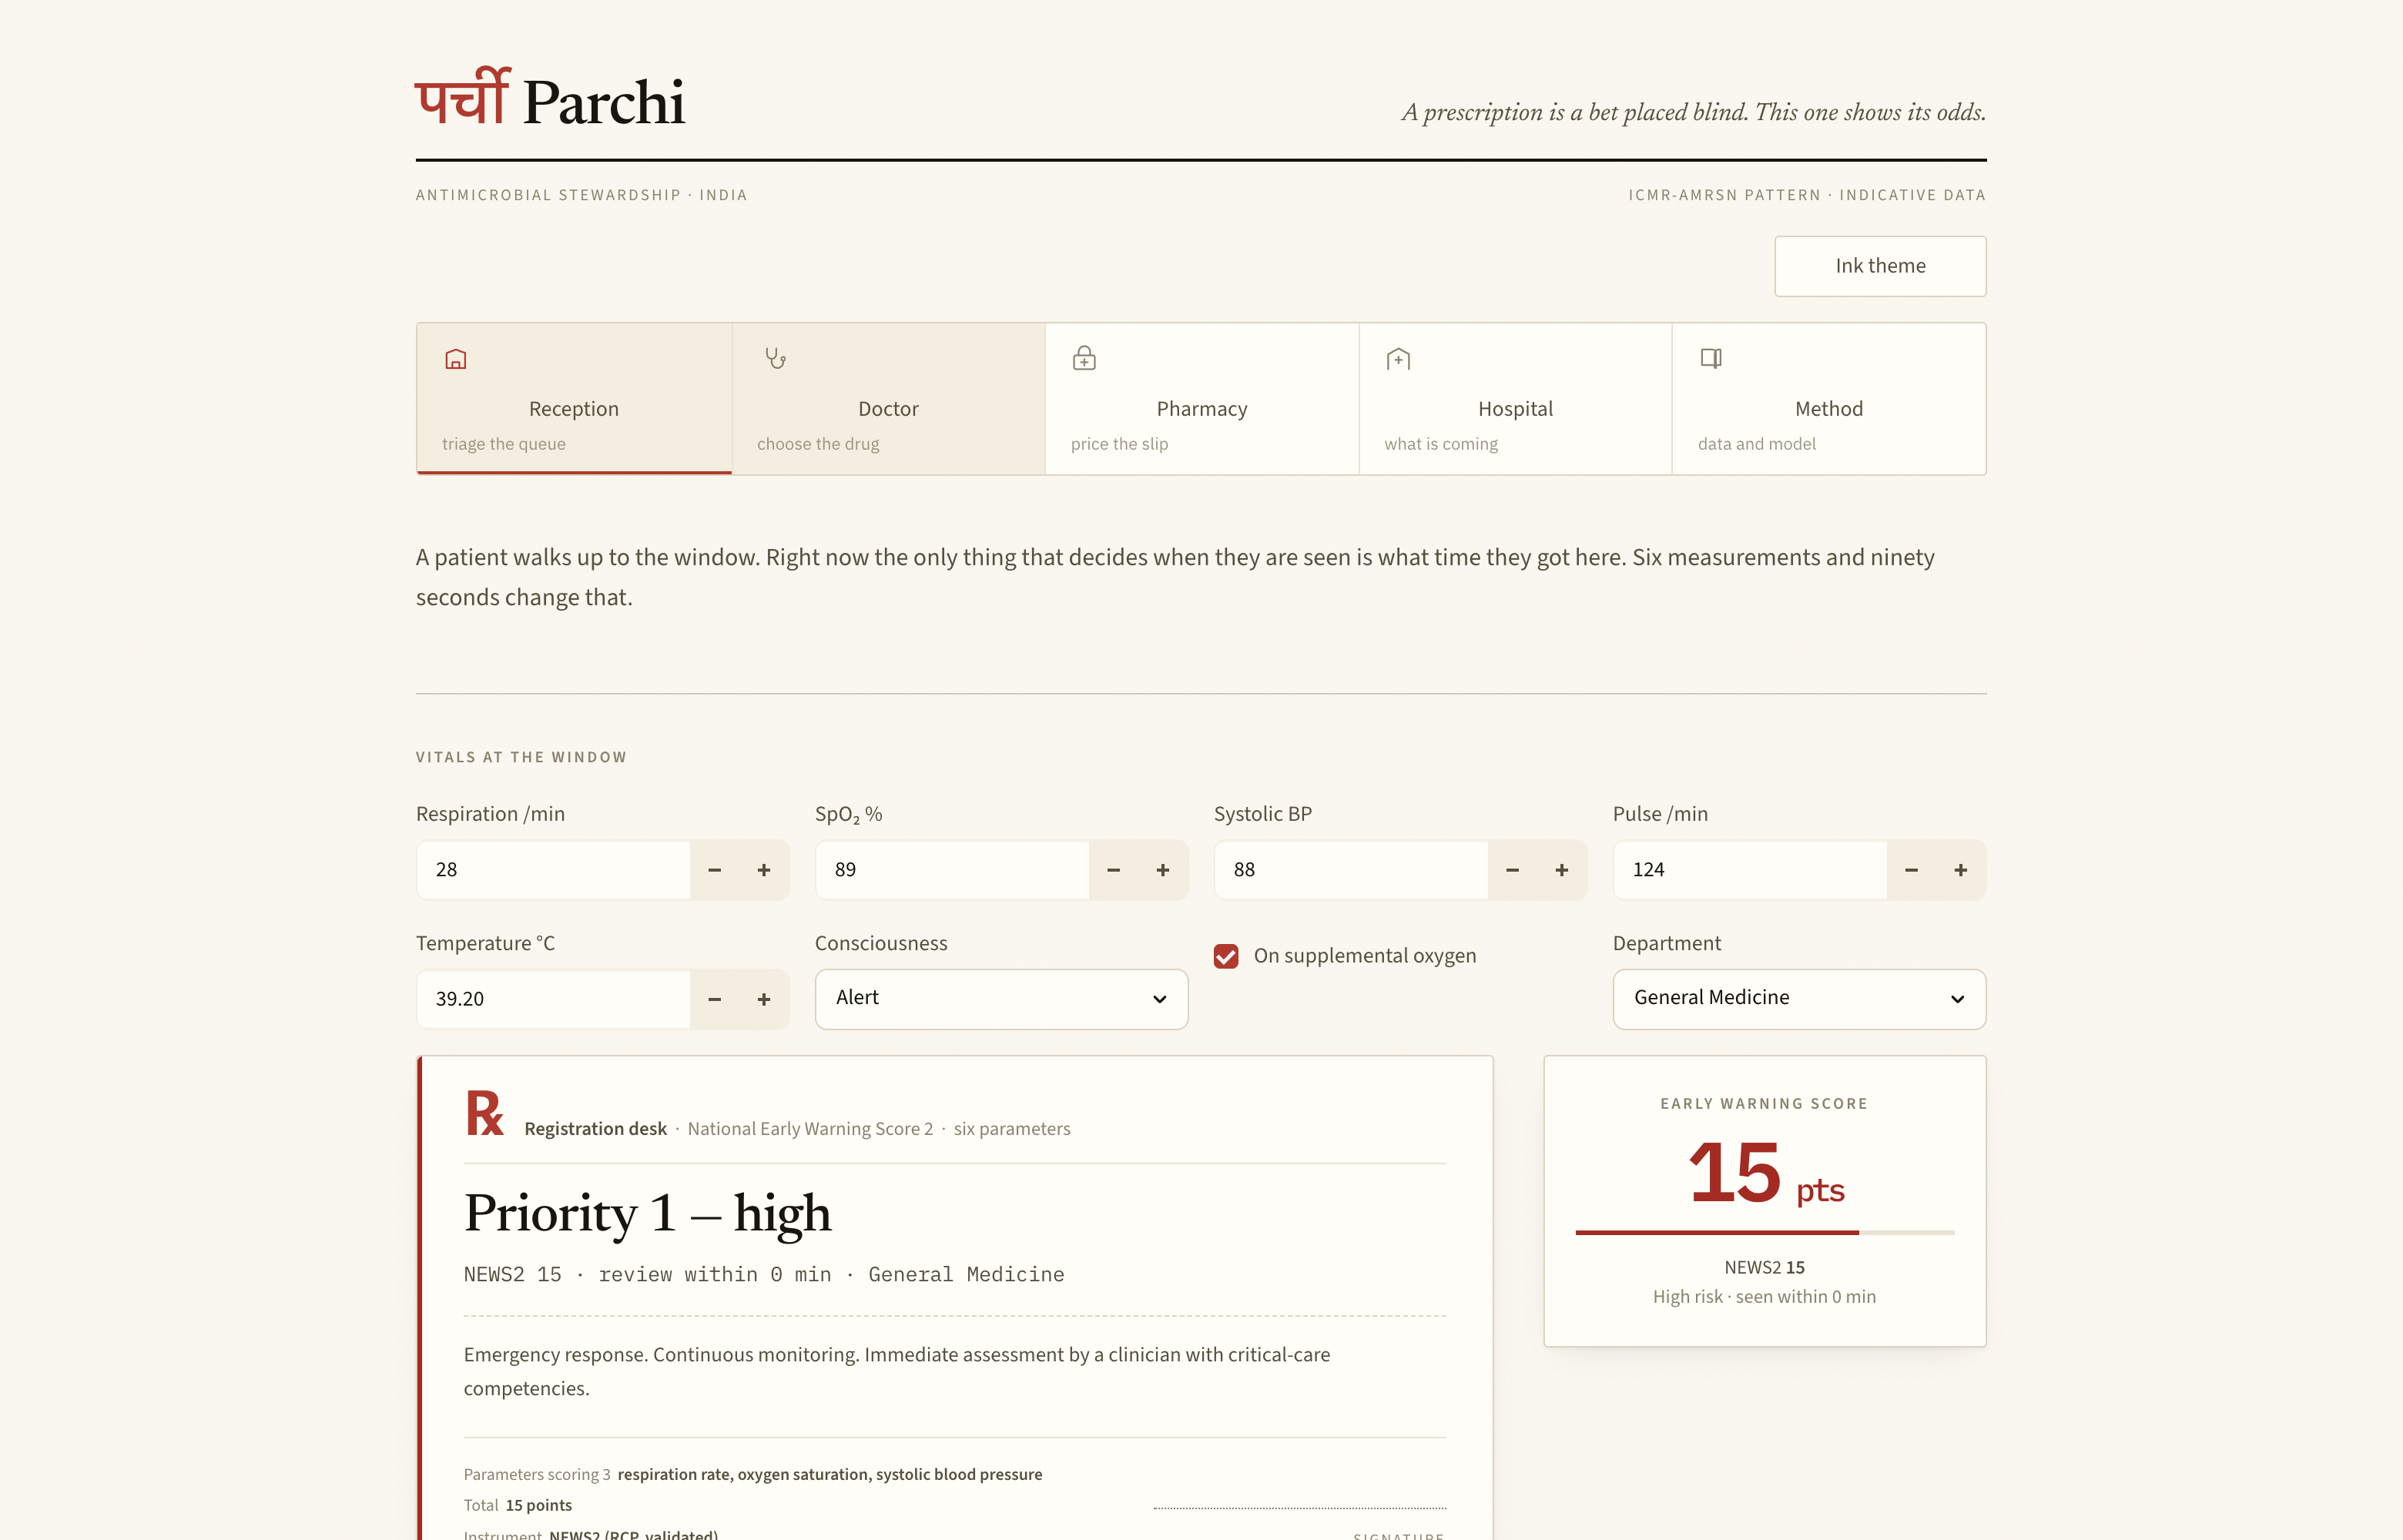 पर्ची Parchi
A prescription is a bet placed blind. This one shows its odds.
ANTIMICROBIAL STEWARDSHIP · INDIA
ICMR-AMRSN PATTERN · INDICATIVE DATA
Ink theme
Reception
triage the queue
Doctor
choose the drug
Pharmacy
price the slip
Hospital
what is coming
Method
data and model
A patient walks up to the window. Right now the only thing that decides when they are seen is what time they got here. Six measurements and ninety
seconds change that.
VITALS AT THE WINDOW
Respiration /min
28
SpO₂ %
89
Systolic BP
88
Pulse /min
124
Temperature °C
39.20
Consciousness
Alert
On supplemental oxygen
Department
General Medicine
℞ Registration desk · National Early Warning Score 2 · six parameters
Priority 1 – high
NEWS2 15 · review within 0 min · General Medicine
Emergency response. Continuous monitoring. Immediate assessment by a clinician with critical-care
competencies.
Parameters scoring 3 respiration rate, oxygen saturation, systolic blood pressure
Total 15 points
Instrument NEWS2 (RCP, validated)
SIGNATURE
EARLY WARNING SCORE
15 pts
NEWS2 15
High risk · seen within 0 min